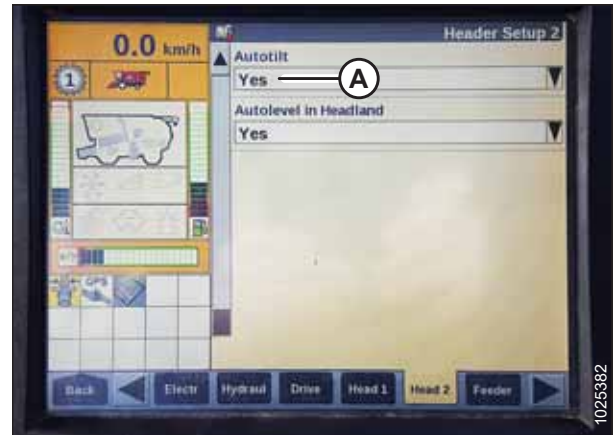 Header Setup 2
0.0 km/h
1
Autotilt
Yes
A
Autolevel in Headland
Yes
GPS
Back
Electr
Hydraul
Drive
Head 1
Head 2
Feeder
1025382